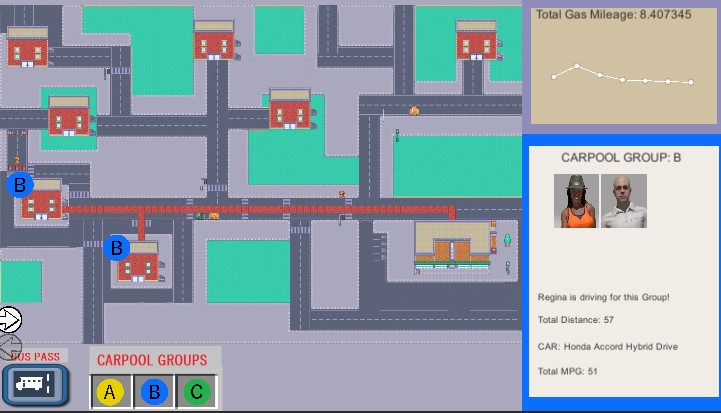 Total Gas Mileage: 8.407345
CARPOOL GROUP: B
B
B
Regina is driving for this Group!
Total Distance: 57
CAR: Honda Accord Hybrid Drive
Total MPG: 51
BUS PASS
CARPOOL GROUPS
A B C